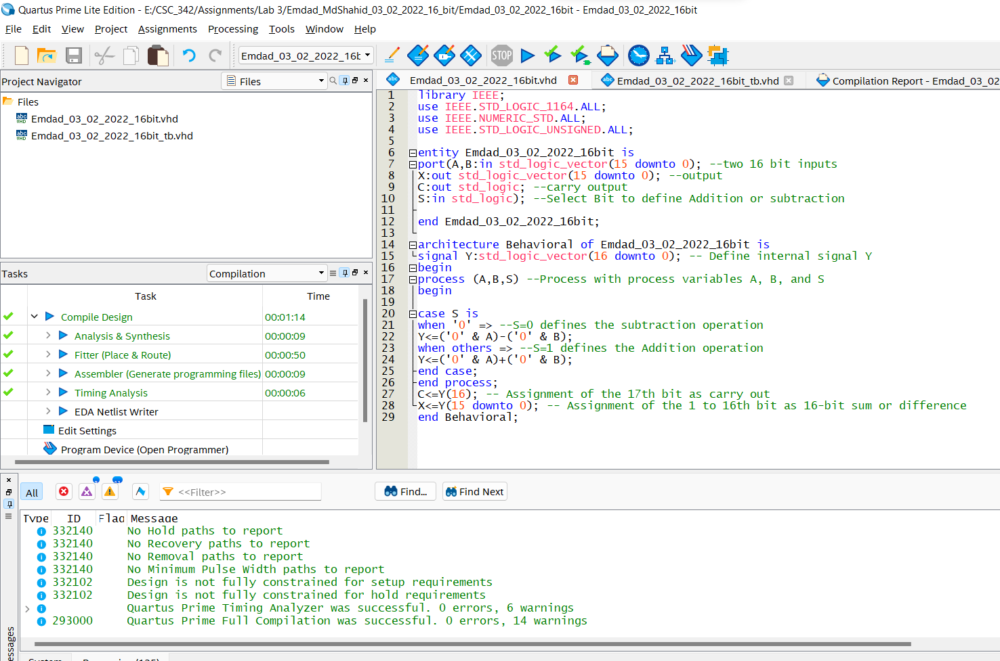 Quartus Prime Lite Edition - E:/CSC_342/Assignments/Lab 3/Emdad_MdShahid_03_02_2022_16_bit/Emdad_03_02_2022_16bit - Emdad_03_02_2022_16bit
File Edit View Project Assignments Processing Tools Window Help
Emdad_03_02_2022_16t STOP
Project Navigator Files
Files
Emdad_03_02_2022_16bit.vhd
Emdad_03_02_2022_16bit_tb.vhd
Emdad_03_02_2022_16bit.vhd Emdad_03_02_2022_16bit_tb.vhd Compilation Report - Emdad_03_02
1 library IEEE;
2 use IEEE.STD_LOGIC_1164.ALL;
3 use IEEE.NUMERIC_STD.ALL;
4 use IEEE.STD_LOGIC_UNSIGNED.ALL;
5
6 entity Emdad_03_02_2022_16bit is
7 port(A,B:in std_logic_vector(15 downto 0); --two 16 bit inputs
8 X:out std_logic_vector(15 downto 0); --output
9 C:out std_logic; --carry output
10 S:in std_logic); --Select Bit to define Addition or subtraction
11
12 end Emdad_03_02_2022_16bit;
13
14 architecture Behavioral of Emdad_03_02_2022_16bit is
15 signal Y:std_logic_vector(16 downto 0); -- Define internal signal Y
16 begin
17 process (A,B,S) --Process with process variables A, B, and S
18 begin
19
20 case S is
21 when '0' => --S=0 defines the subtraction operation
22 Y<=('0' & A)-('0' & B);
23 when others => --S=1 defines the Addition operation
24 Y<=('0' & A)+('0' & B);
25 end case;
26 end process;
27 C<=Y(16); -- Assignment of the 17th bit as carry out
28 X<=Y(15 downto 0); -- Assignment of the 1 to 16th bit as 16-bit sum or difference
29 end Behavioral;
Tasks Compilation
Task Time
Compile Design 00:01:14
Analysis & Synthesis 00:00:09
Fitter (Place & Route) 00:00:50
Assembler (Generate programming files) 00:00:09
Timing Analysis 00:00:06
EDA Netlist Writer
Edit Settings
Program Device (Open Programmer)
All <<Filter>> Find... Find Next
Type ID Flag Message
332140 No Hold paths to report
332140 No Recovery paths to report
332140 No Removal paths to report
332140 No Minimum Pulse Width paths to report
332102 Design is not fully constrained for setup requirements
332102 Design is not fully constrained for hold requirements
Quartus Prime Timing Analyzer was successful. 0 errors, 6 warnings
293000 Quartus Prime Full Compilation was successful. 0 errors, 14 warnings
essages